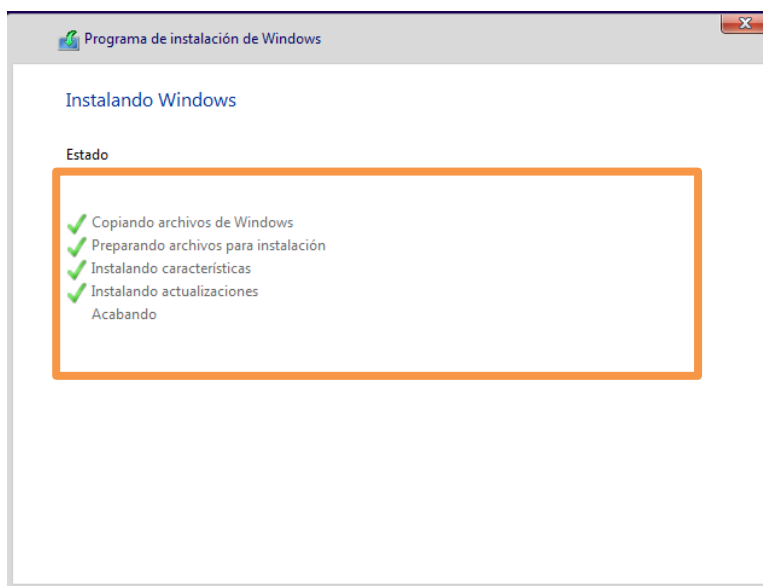 Programa de instalación de Windows
Instalando Windows
Estado
Copiando archivos de Windows
Preparando archivos para instalación
Instalando características
Instalando actualizaciones
Acabando